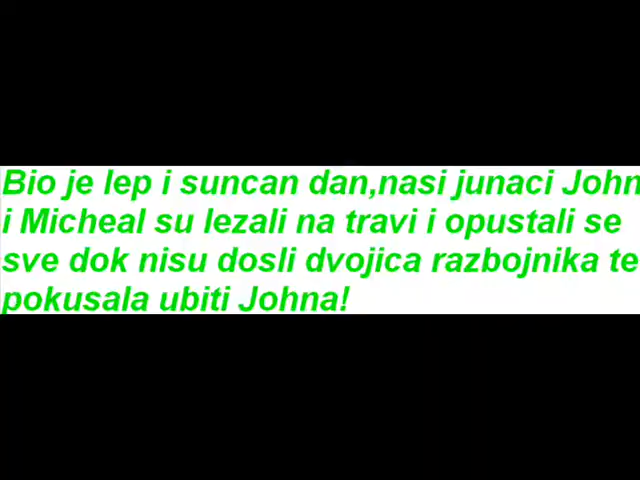 Bio je lep i suncan dan,nasi junaci John
i Micheal su lezali na travi i opustali se
sve dok nisu dosli dvojica razbojnika te
pokusala ubiti Johna!